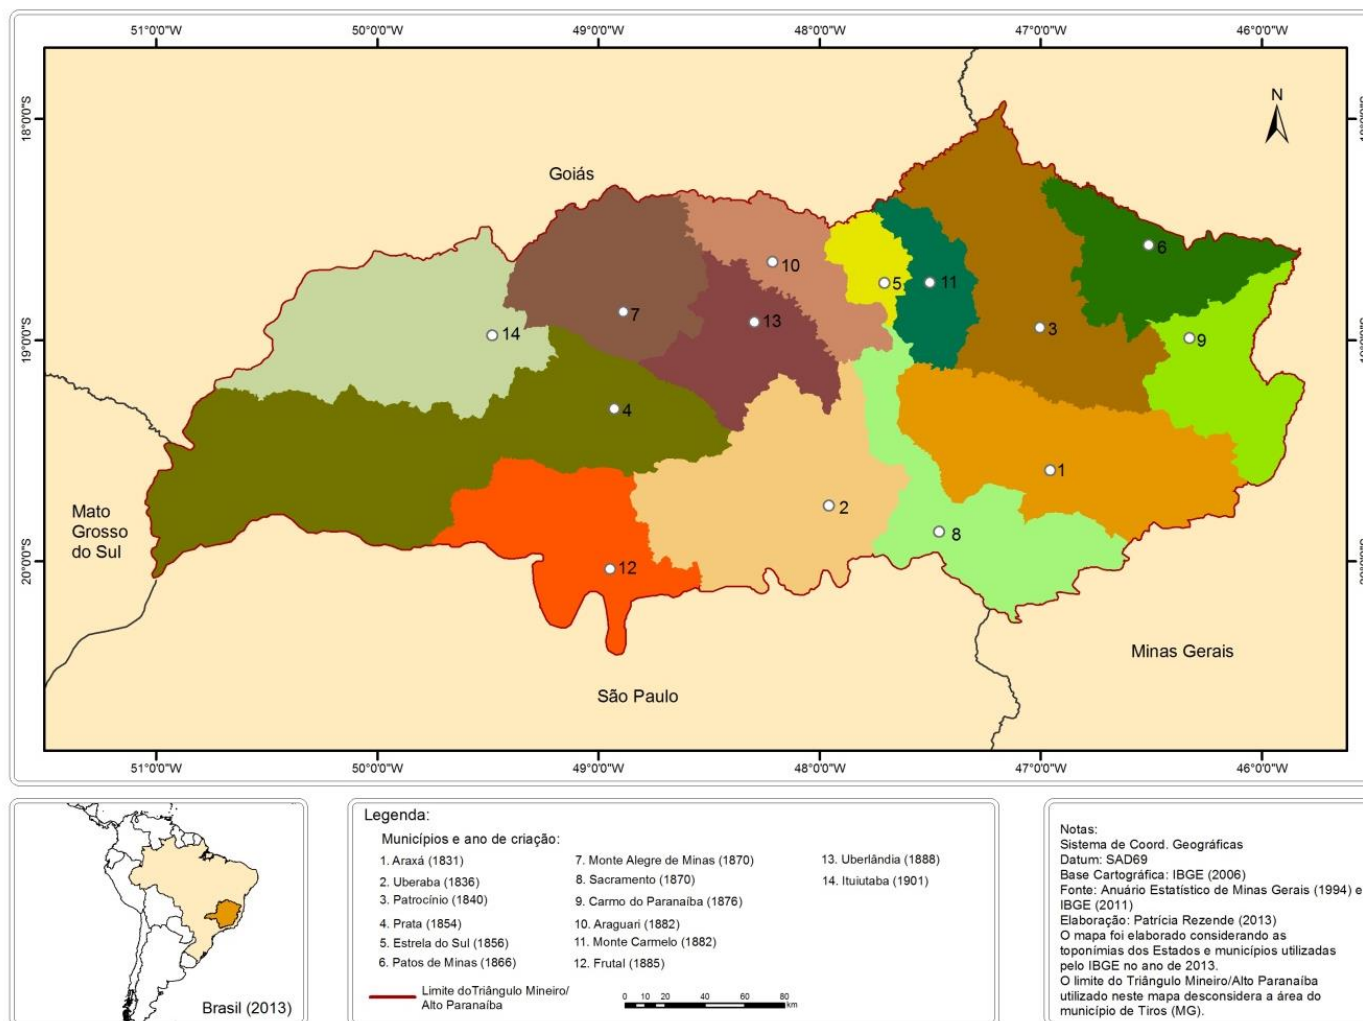 51°0'0"W 50°0'0"W 49°0'0"W 48°0'0"W 47°0'0"W 46°0'0"W
18°0'0"S
N
Goiás
6
10
5
11
7
13
14
3
9
19°0'0"S
4
1
Mato
Grosso
do Sul
2
8
12
20°0'0"S
Minas Gerais
São Paulo
51°0'0"W 50°0'0"W 49°0'0"W 48°0'0"W 47°0'0"W 46°0'0"W
Brasil (2013)
Legenda:
Municípios e ano de criação:
1. Araxá (1831)
2. Uberaba (1836)
3. Patrocínio (1840)
4. Prata (1854)
5. Estrela do Sul (1856)
6. Patos de Minas (1866)
7. Monte Alegre de Minas (1870)
8. Sacramento (1870)
9. Carmo do Paranaíba (1876)
10. Araguari (1882)
11. Monte Carmelo (1882)
12. Frutal (1885)
13. Uberlândia (1888)
14. Ituiutaba (1901)
Limite doTriângulo Mineiro/
Alto Paranaíba
0 10 20 40 60 80
km
Notas:
Sistema de Coord. Geográficas
Datum: SAD69
Base Cartográfica: IBGE (2006)
Fonte: Anuário Estatístico de Minas Gerais (1994) e
IBGE (2011)
Elaboração: Patrícia Rezende (2013)
O mapa foi elaborado considerando as
toponímias dos Estados e municípios utilizadas
pelo IBGE no ano de 2013.
O limite do Triângulo Mineiro/Alto Paranaíba
utilizado neste mapa desconsidera a área do
município de Tiros (MG).